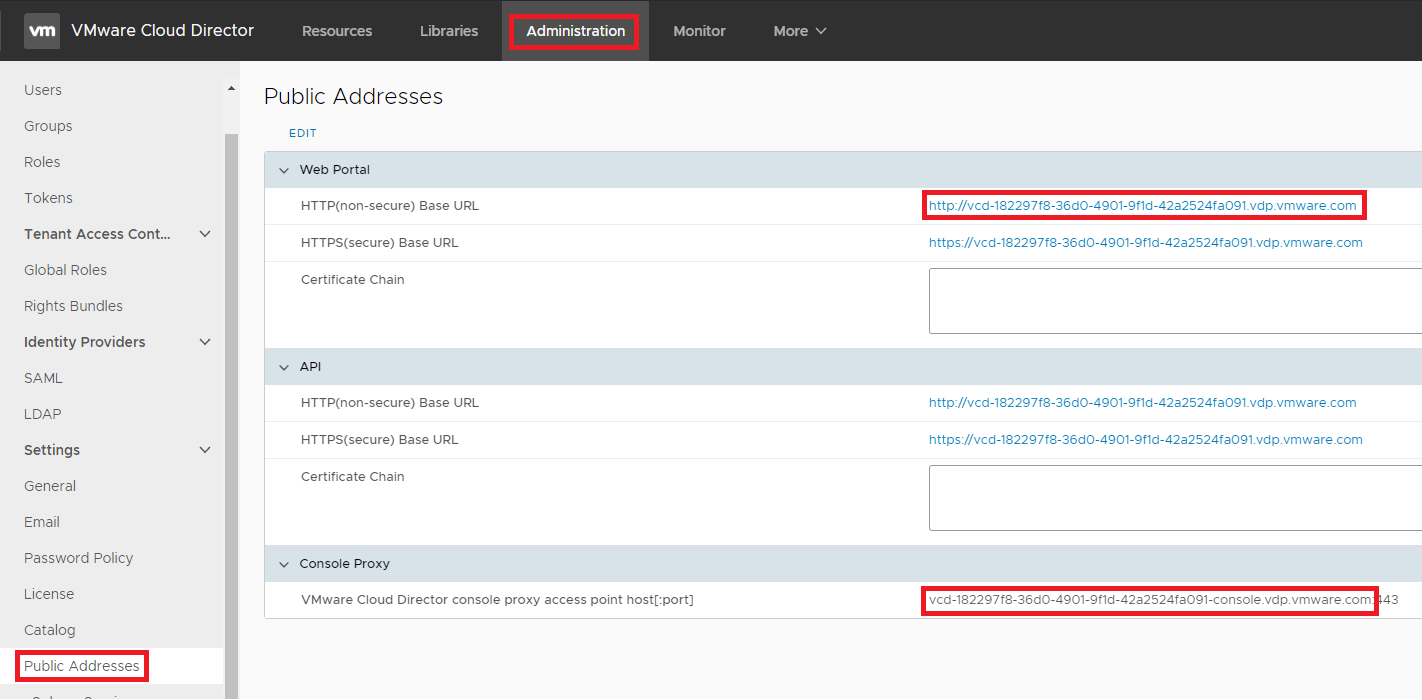 vm VMware Cloud Director Resources Libraries Administration Monitor More
Users
Groups
Roles
Tokens
Tenant Access Cont...
Global Roles
Rights Bundles
Identity Providers
SAML
LDAP
Settings
General
Email
Password Policy
License
Catalog
Public Addresses
Public Addresses
EDIT
Web Portal
HTTP(non-secure) Base URL http://vcd-182297f8-36d0-4901-9f1d-42a2524fa091.vdp.vmware.com
HTTPS(secure) Base URL https://vcd-182297f8-36d0-4901-9f1d-42a2524fa091.vdp.vmware.com
Certificate Chain
API
HTTP(non-secure) Base URL http://vcd-182297f8-36d0-4901-9f1d-42a2524fa091.vdp.vmware.com
HTTPS(secure) Base URL https://vcd-182297f8-36d0-4901-9f1d-42a2524fa091.vdp.vmware.com
Certificate Chain
Console Proxy
VMware Cloud Director console proxy access point host[:port] vcd-182297f8-36d0-4901-9f1d-42a2524fa091-console.vdp.vmware.com:443